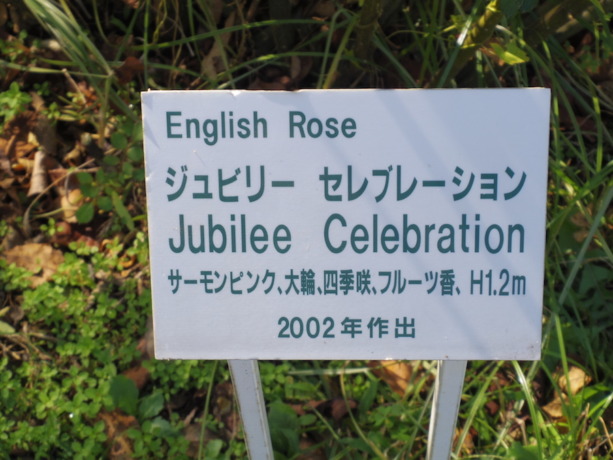 English Rose
ジュビリー セレブレーション
Jubilee Celebration
サーモンピンク、大輪、四季咲、フルーツ香、H1.2m
2002年作出